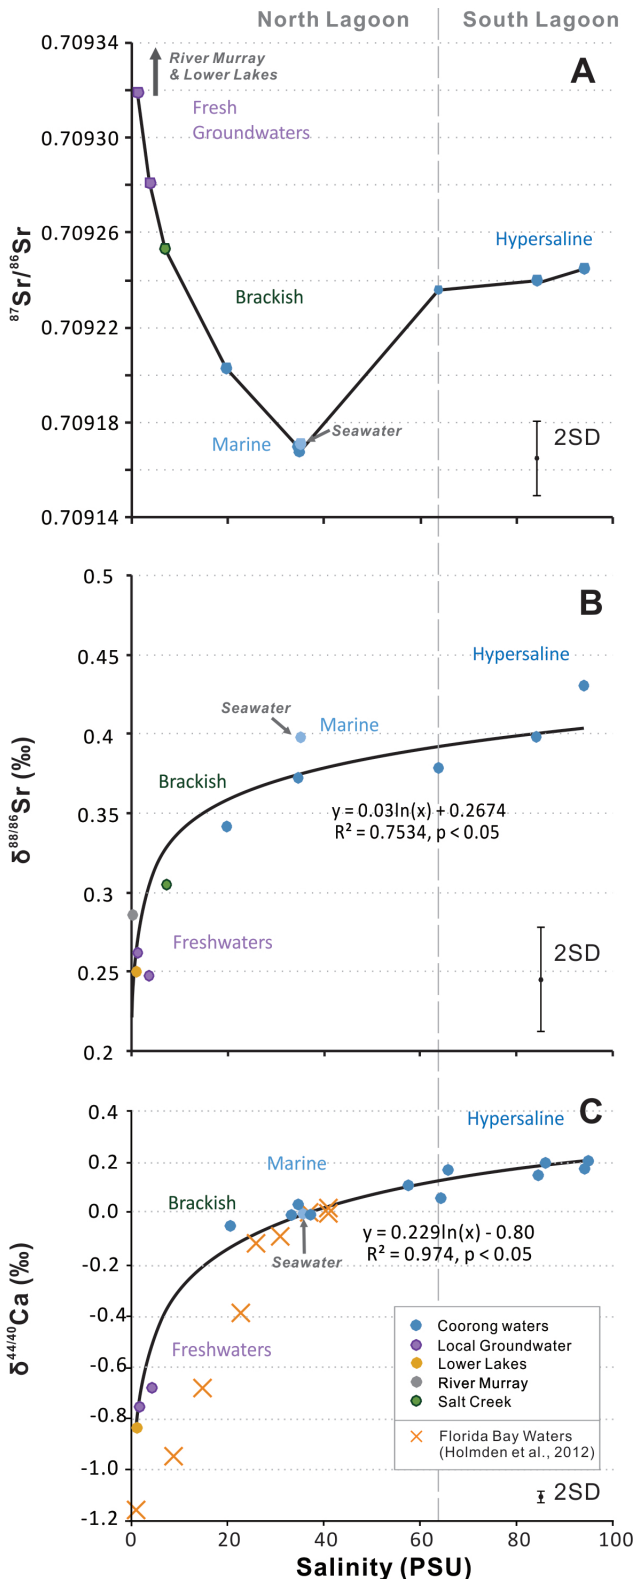 North Lagoon
South Lagoon
0.70934
River Murray
& Lower Lakes
A
Fresh
Groundwaters
0.70930
0.70926
Hypersaline
⁸⁷Sr/⁸⁶Sr
Brackish
0.70922
0.70918
Marine
Seawater
2SD
0.70914
0.5
B
0.45
Hypersaline
Seawater
Marine
0.4
Brackish
δ⁸⁸/⁸⁶Sr (‰)
y = 0.03ln(x) + 0.2674
R² = 0.7534, p < 0.05
0.35
0.3
Freshwaters
2SD
0.25
0.2
0.4
C
Hypersaline
0.2
Marine
Brackish
0.0
y = 0.229ln(x) - 0.80
R² = 0.974, p < 0.05
Seawater
-0.2
δ⁴⁴/⁴⁰Ca (‰)
-0.4
Freshwaters
-0.6
-0.8
-1.0
-1.2
Coorong waters
Local Groundwater
Lower Lakes
River Murray
Salt Creek
Florida Bay Waters
(Holmden et al., 2012)
2SD
0 20 40 60 80 100
Salinity (PSU)